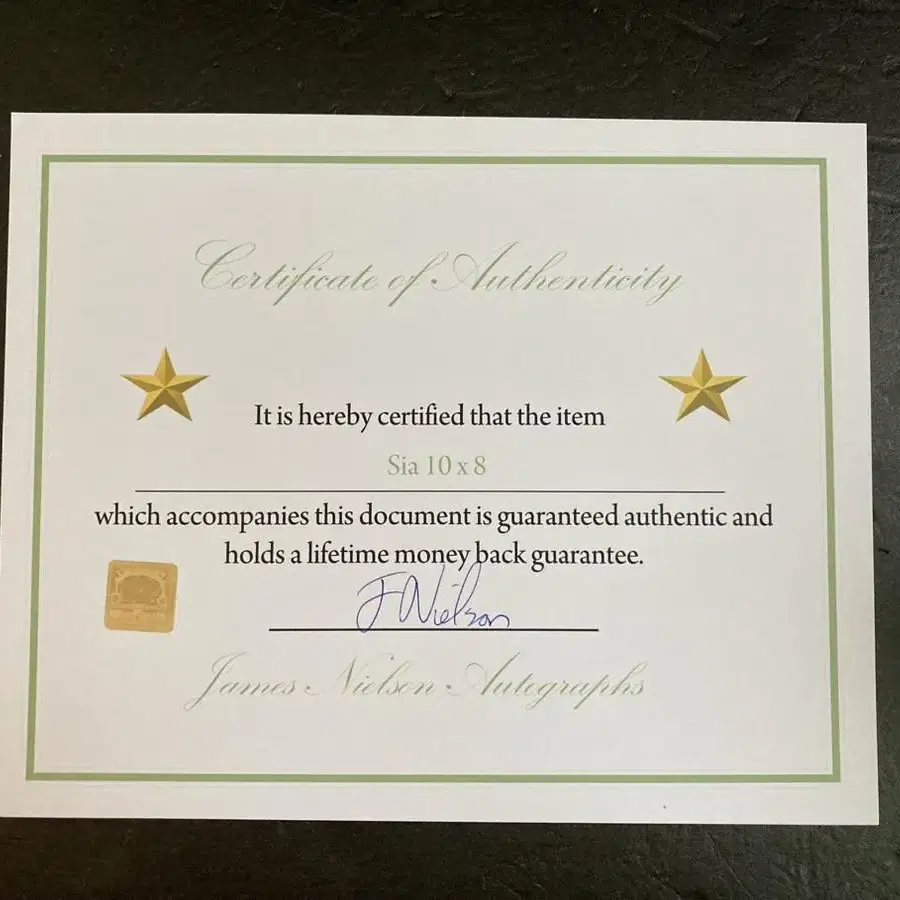 Certificate of Authenticity
It is hereby certified that the item
Sia 10 x 8
which accompanies this document is guaranteed authentic and
holds a lifetime money back guarantee.
J Nielson
James Nielson Autographs